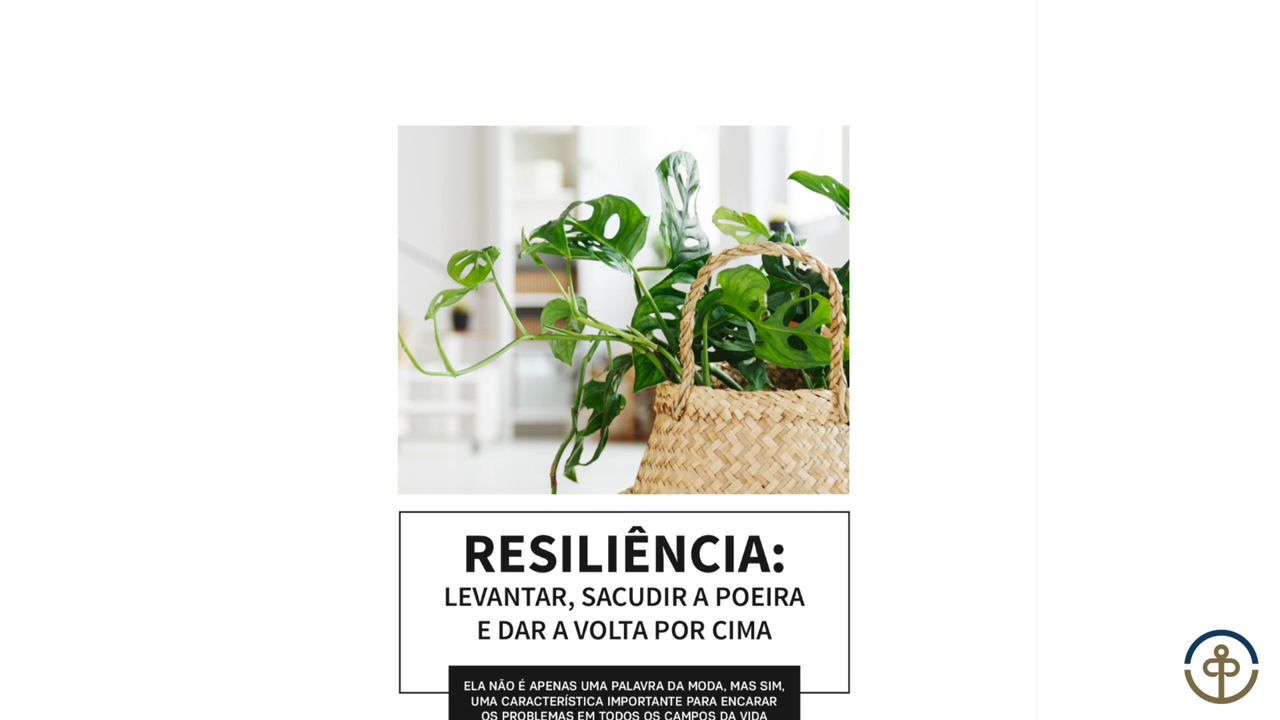 RESILIÊNCIA:
LEVANTAR, SACUDIR A POEIRA
E DAR A VOLTA POR CIMA
ELA NÃO É APENAS UMA PALAVRA DA MODA, MAS SIM,
UMA CARACTERÍSTICA IMPORTANTE PARA ENCARAR
OS PROBLEMAS EM TODOS OS CAMPOS DA VIDA